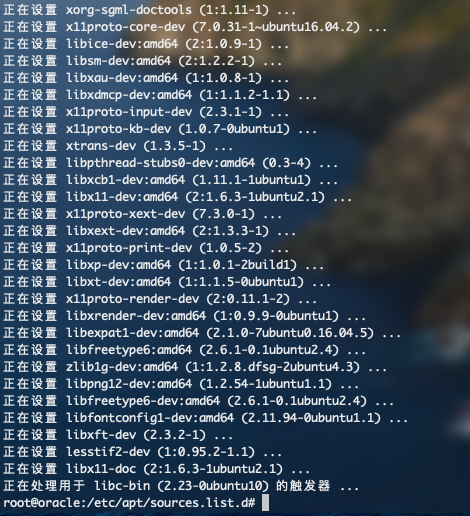 正在设置 xorg-sgml-doctools (1:1.11-1) ...
正在设置 x11proto-core-dev (7.0.31-1~ubuntu16.04.2) ...
正在设置 libice-dev:amd64 (2:1.0.9-1) ...
正在设置 libsm-dev:amd64 (2:1.2.2-1) ...
正在设置 libxau-dev:amd64 (1:1.0.8-1) ...
正在设置 libxdmcp-dev:amd64 (1:1.1.2-1.1) ...
正在设置 x11proto-input-dev (2.3.1-1) ...
正在设置 x11proto-kb-dev (1.0.7-0ubuntu1) ...
正在设置 xtrans-dev (1.3.5-1) ...
正在设置 libpthread-stubs0-dev:amd64 (0.3-4) ...
正在设置 libxcb1-dev:amd64 (1.11.1-1ubuntu1) ...
正在设置 libx11-dev:amd64 (2:1.6.3-1ubuntu2.1) ...
正在设置 x11proto-xext-dev (7.3.0-1) ...
正在设置 libxext-dev:amd64 (2:1.3.3-1) ...
正在设置 x11proto-print-dev (1.0.5-2) ...
正在设置 libxp-dev:amd64 (1:1.0.1-2build1) ...
正在设置 libxt-dev:amd64 (1:1.1.5-0ubuntu1) ...
正在设置 x11proto-render-dev (2:0.11.1-2) ...
正在设置 libxrender-dev:amd64 (1:0.9.9-0ubuntu1) ...
正在设置 libexpat1-dev:amd64 (2.1.0-7ubuntu0.16.04.5) ...
正在设置 libfreetype6:amd64 (2.6.1-0.1ubuntu2.4) ...
正在设置 zlib1g-dev:amd64 (1:1.2.8.dfsg-2ubuntu4.3) ...
正在设置 libpng12-dev:amd64 (1.2.54-1ubuntu1.1) ...
正在设置 libfreetype6-dev:amd64 (2.6.1-0.1ubuntu2.4) ...
正在设置 libfontconfig1-dev:amd64 (2.11.94-0ubuntu1.1) ...
正在设置 libxft-dev (2.3.2-1) ...
正在设置 lesstif2-dev (1:0.95.2-1.1) ...
正在设置 libx11-doc (2:1.6.3-1ubuntu2.1) ...
正在处理用于 libc-bin (2.23-0ubuntu10) 的触发器 ...
root@oracle:/etc/apt/sources.list.d#